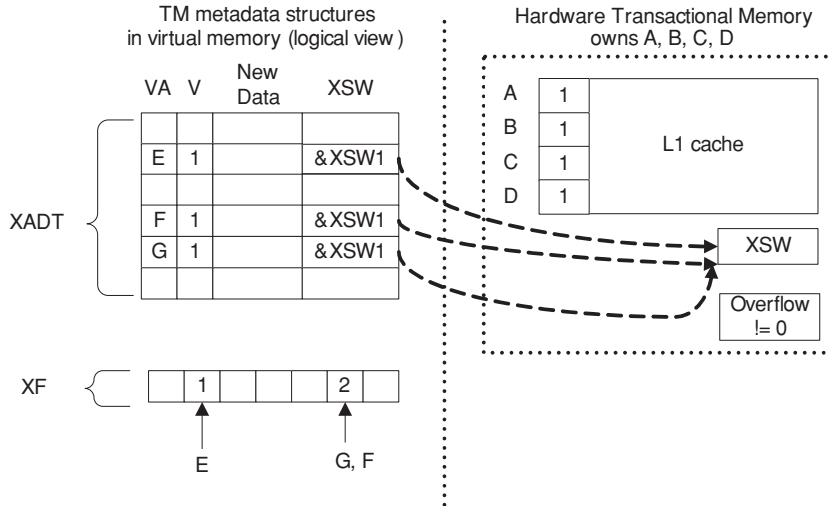 TM metadata structures
in virtual memory (logical view)
Hardware Transactional Memory
owns A, B, C, D
VA V New Data XSW
E 1 &XSW1
F 1 &XSW1
G 1 &XSW1
XADT
A 1
B 1
C 1
D 1
L1 cache
XSW
Overflow
!= 0
XF
1 2
E
G, F